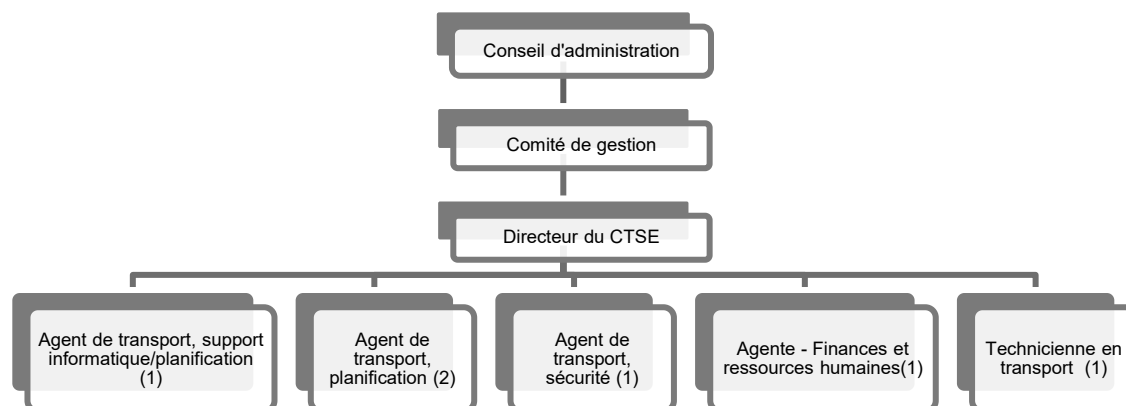 Conseil d'administration
Comité de gestion
Directeur du CTSE
Agent de transport, support
informatique/planification
(1)
Agent de
transport,
planification (2)
Agent de
transport,
sécurité (1)
Agente - Finances et
ressources humaines(1)
Technicienne en
transport (1)